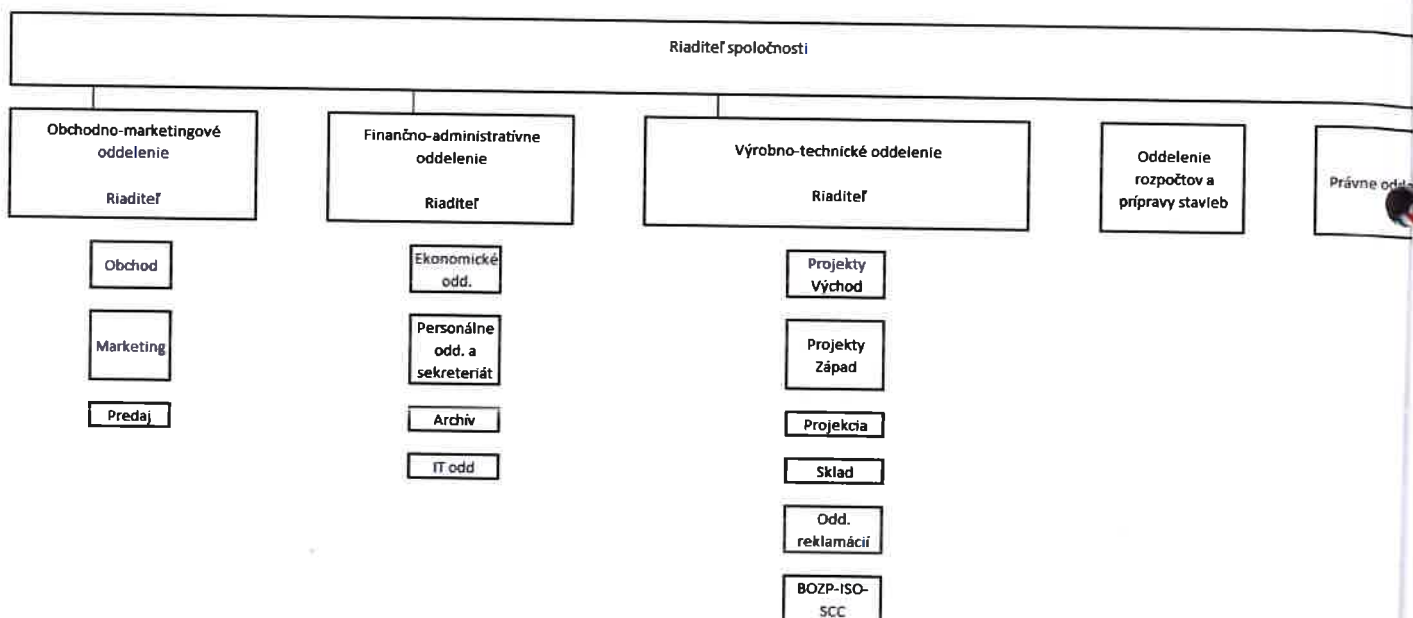 Riaditeľ spoločnosti
Obchodno-marketingové
oddelenie
Riaditeľ
Finančno-administratívne
oddelenie
Riaditeľ
Výrobno-technické oddelenie
Riaditeľ
Oddelenie
rozpočtov a
prípravy stavieb
Právne
Obchod
Marketing
Predaj
Ekonomické
odd.
Personálne
odd. a
sekreteriát
Archív
IT odd
Projekty
Východ
Projekty
Západ
Projekcia
Sklad
Odd.
reklamácií
BOZP-ISO-
SCC